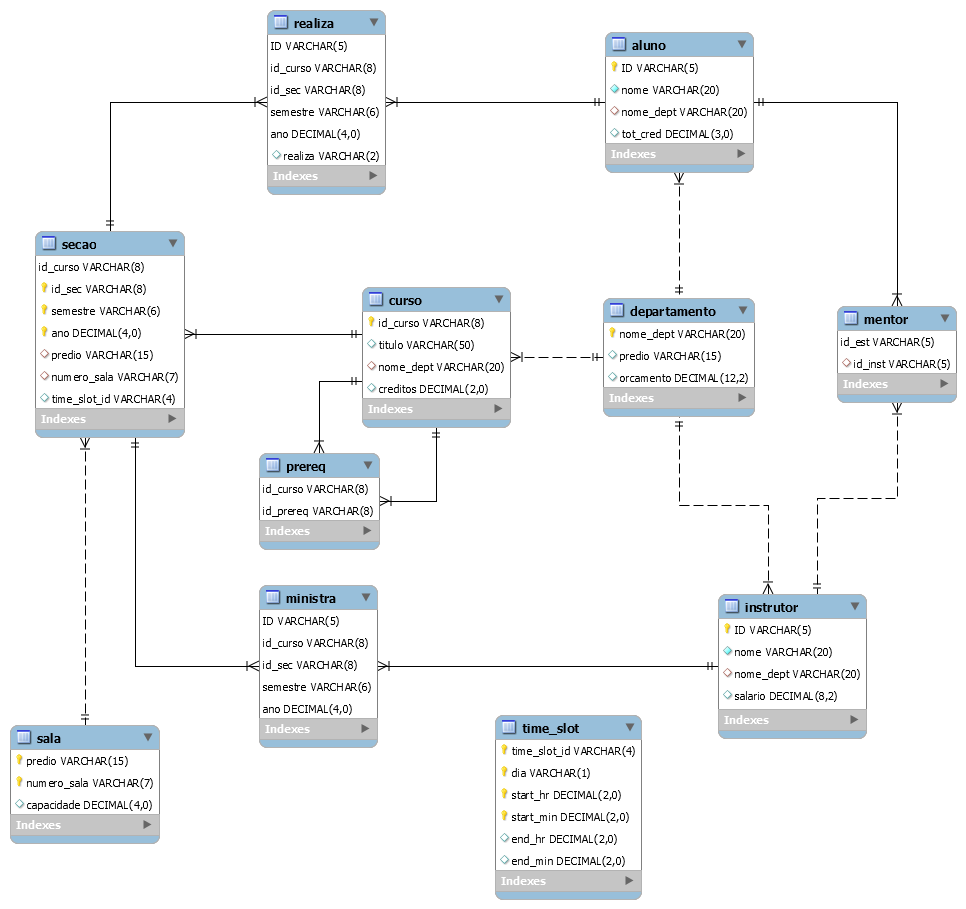 realiza
ID VARCHAR(5)
id_curso VARCHAR(8)
id_sec VARCHAR(8)
semestre VARCHAR(6)
ano DECIMAL(4,0)
realiza VARCHAR(2)
Indexes
aluno
ID VARCHAR(5)
nome VARCHAR(20)
nome_dept VARCHAR(20)
tot_cred DECIMAL(3,0)
Indexes
secao
id_curso VARCHAR(8)
id_sec VARCHAR(8)
semestre VARCHAR(6)
ano DECIMAL(4,0)
predio VARCHAR(15)
numero_sala VARCHAR(7)
time_slot_id VARCHAR(4)
Indexes
curso
id_curso VARCHAR(8)
titulo VARCHAR(50)
nome_dept VARCHAR(20)
creditos DECIMAL(2,0)
Indexes
departamento
nome_dept VARCHAR(20)
predio VARCHAR(15)
orcamento DECIMAL(12,2)
Indexes
mentor
id_est VARCHAR(5)
id_inst VARCHAR(5)
Indexes
prereq
id_curso VARCHAR(8)
id_prereq VARCHAR(8)
Indexes
ministra
ID VARCHAR(5)
id_curso VARCHAR(8)
id_sec VARCHAR(8)
semestre VARCHAR(6)
ano DECIMAL(4,0)
Indexes
instrutor
ID VARCHAR(5)
nome VARCHAR(20)
nome_dept VARCHAR(20)
salario DECIMAL(8,2)
Indexes
sala
predio VARCHAR(15)
numero_sala VARCHAR(7)
capacidade DECIMAL(4,0)
Indexes
time_slot
time_slot_id VARCHAR(4)
dia VARCHAR(1)
start_hr DECIMAL(2,0)
start_min DECIMAL(2,0)
end_hr DECIMAL(2,0)
end_min DECIMAL(2,0)
Indexes